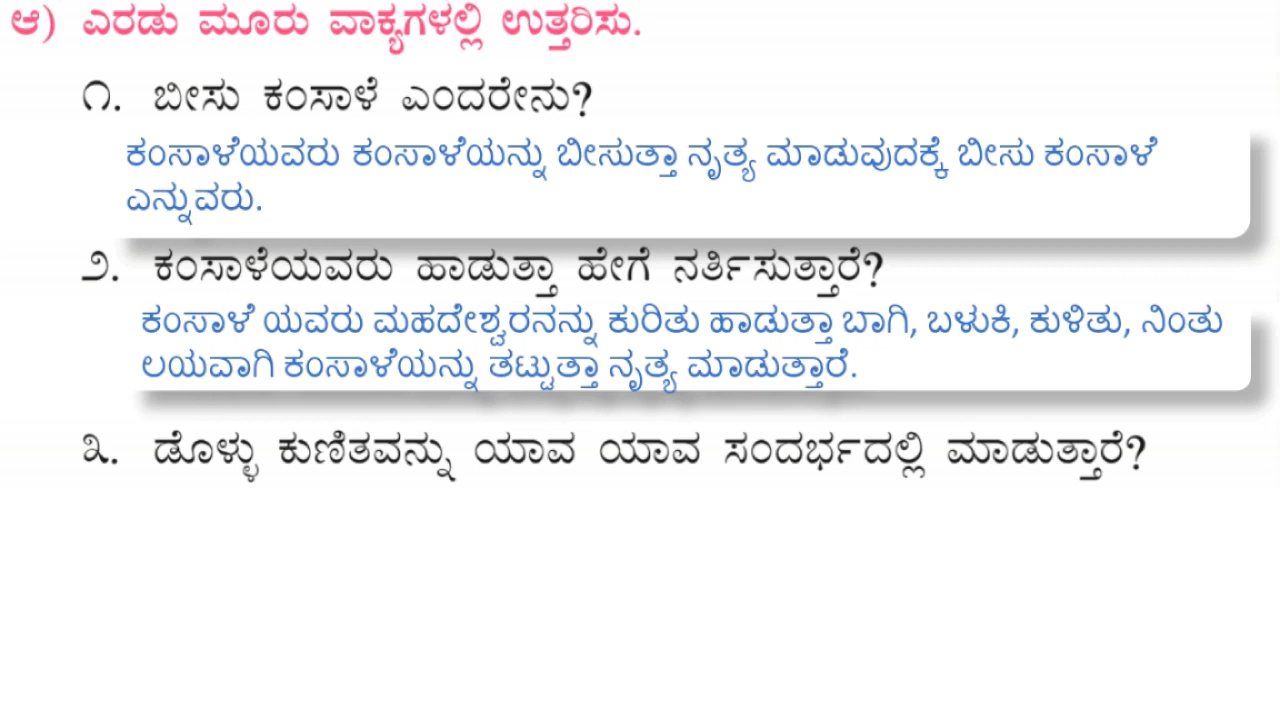 ಆ) ಎರಡು ಮೂರು ವಾಕ್ಯಗಳಲ್ಲಿ ಉತ್ತರಿಸು.
೧. ಬೀಸು ಕಂಸಾಳೆ ಎಂದರೇನು?
ಕಂಸಾಳೆಯವರು ಕಂಸಾಳೆಯನ್ನು ಬೀಸುತ್ತಾ ನೃತ್ಯ ಮಾಡುವುದಕ್ಕೆ ಬೀಸು ಕಂಸಾಳೆ
ಎನ್ನುವರು.
೨. ಕಂಸಾಳೆಯವರು ಹಾಡುತ್ತಾ ಹೇಗೆ ನರ್ತಿಸುತ್ತಾರೆ?
ಕಂಸಾಳೆ ಯವರು ಮಹದೇಶ್ವರನನ್ನು ಕುರಿತು ಹಾಡುತ್ತಾ ಬಾಗಿ, ಬಳುಕಿ, ಕುಳಿತು, ನಿಂತು
ಲಯವಾಗಿ ಕಂಸಾಳೆಯನ್ನು ತಟ್ಟುತ್ತಾ ನೃತ್ಯ ಮಾಡುತ್ತಾರೆ.
೩. ಡೊಳ್ಳು ಕುಣಿತವನ್ನು ಯಾವ ಯಾವ ಸಂದರ್ಭದಲ್ಲಿ ಮಾಡುತ್ತಾರೆ?